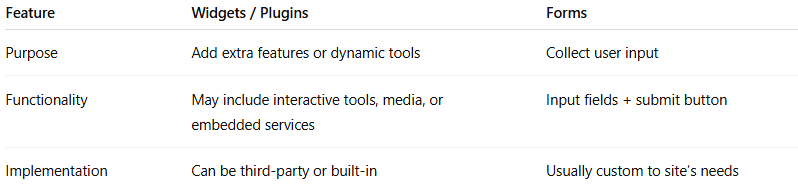 Feature Widgets / Plugins Forms
Purpose Add extra features or dynamic tools Collect user input
Functionality May include interactive tools, media, or Input fields + submit button
embedded services
Implementation Can be third-party or built-in Usually custom to site's needs